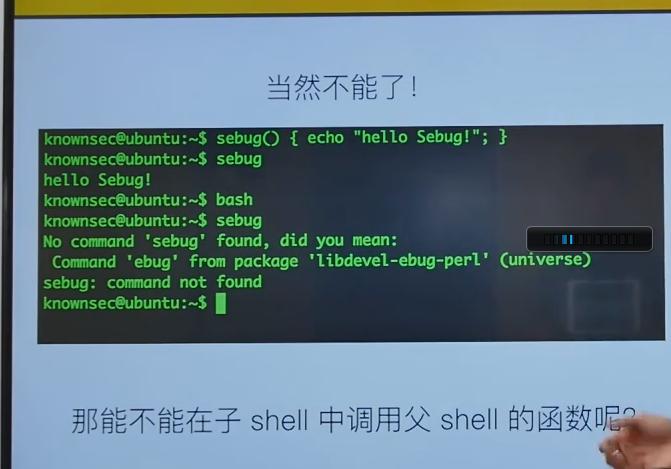 当然不能了！
knownsec@ubuntu:~$ sebug() { echo "hello Sebug!"; }
knownsec@ubuntu:~$ sebug
hello Sebug!
knownsec@ubuntu:~$ bash
knownsec@ubuntu:~$ sebug
No command 'sebug' found, did you mean:
 Command 'ebug' from package 'libdevel-ebug-perl' (universe)
sebug: command not found
knownsec@ubuntu:~$
那能不能在子 shell 中调用父 shell 的函数呢？